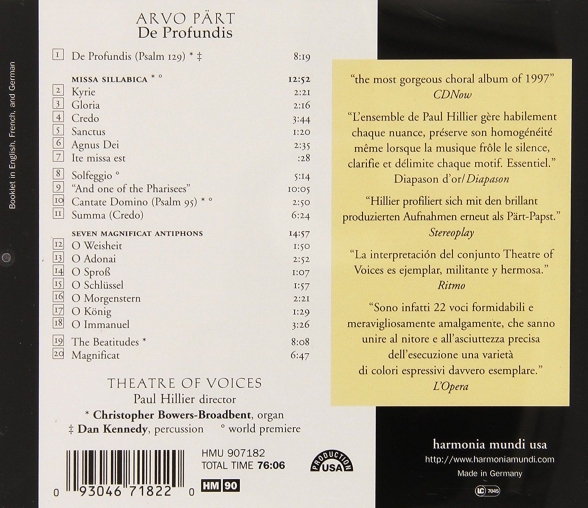 ARVO PÄRT
De Profundis
1 De Profundis (Psalm 129) * ‡ 8:19
MISSA SILLABICA * ° 12:52
2 Kyrie 2:21
3 Gloria 2:16
4 Credo 3:44
5 Sanctus 1:20
6 Agnus Dei 2:35
7 Ite missa est :28
8 Solfeggio ° 5:14
9 “And one of the Pharisees” 10:05
10 Cantate Domino (Psalm 95) * ° 2:50
11 Summa (Credo) 6:24
SEVEN MAGNIFICAT ANTIPHONS 14:57
12 O Weisheit 1:50
13 O Adonai 2:52
14 O Sproß 1:07
15 O Schlüssel 1:57
16 O Morgenstern 2:21
17 O König 1:29
18 O Immanuel 3:26
19 The Beatitudes * 8:08
20 Magnificat 6:47
THEATRE OF VOICES
Paul Hillier director
* Christopher Bowers-Broadbent, organ
‡ Dan Kennedy, percussion ° world premiere
HMU 907182
TOTAL TIME 76:06
HM 90
0 93046 71822 0
PRODUCTION
USA
Booklet in English, French, and German
“the most gorgeous choral album of 1997”
CDNow
“L’ensemble de Paul Hillier gère habilement
chaque nuance, préserve son homogénéité
même lorsque la musique frôle le silence,
clarifie et délimite chaque motif. Essentiel.”
Diapason d’or/Diapason
“Hillier profiliert sich mit den brillant
produzierten Aufnahmen erneut als Pärt-Papst.”
Stereoplay
“La interpretación del conjunto Theatre of
Voices es ejemplar, militante y hermosa.”
Ritmo
“Sono infatti 22 voci formidabili e
meravigliosamente amalgamente, che sanno
unire al nitore e all’asciuttezza precisa
dell’esecuzione una varietà
di colori espressivi davvero esemplare.”
L’Opera
harmonia mundi usa
http://www.harmoniamundi.com
Made in Germany
LC 7045